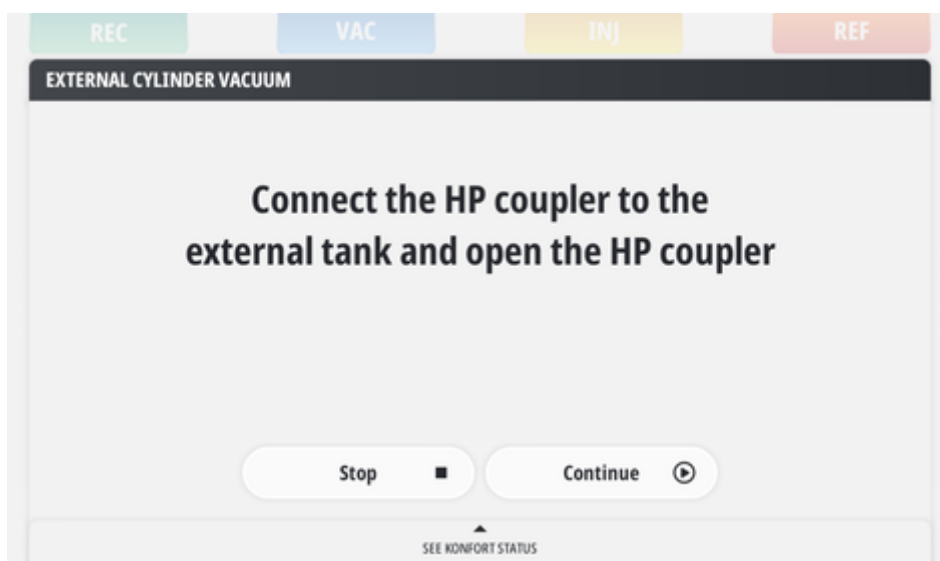 REC VAC INJ REF
EXTERNAL CYLINDER VACUUM
Connect the HP coupler to the
external tank and open the HP coupler
Stop Continue
SEE KONFORT STATUS